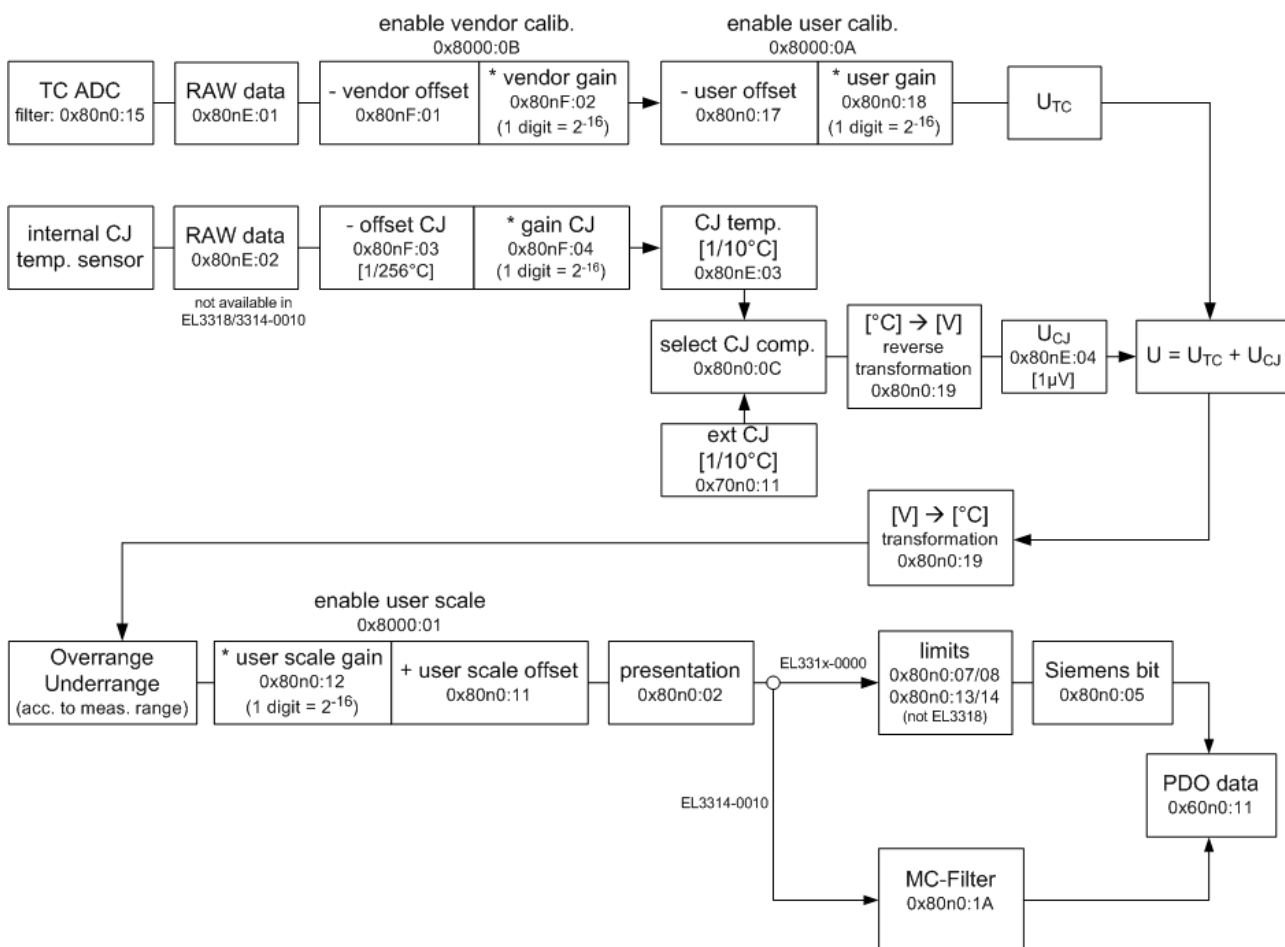 enable vendor calib.
0x8000:0B
enable user calib.
0x8000:0A
TC ADC
filter: 0x80n0:15
RAW data
0x80nE:01
- vendor offset
0x80nF:01
* vendor gain
0x80nF:02
(1 digit = 2⁻¹⁶)
- user offset
0x80n0:17
* user gain
0x80n0:18
(1 digit = 2⁻¹⁶)
U_TC
internal CJ
temp. sensor
RAW data
0x80nE:02
not available in
EL3318/3314-0010
- offset CJ
0x80nF:03
[1/256°C]
* gain CJ
0x80nF:04
(1 digit = 2⁻¹⁶)
CJ temp.
[1/10°C]
0x80nE:03
select CJ comp.
0x80n0:0C
[°C] → [V]
reverse
transformation
0x80n0:19
U_CJ
0x80nE:04
[1µV]
U = U_TC + U_CJ
ext CJ
[1/10°C]
0x70n0:11
[V] → [°C]
transformation
0x80n0:19
enable user scale
0x8000:01
Overrange
Underrange
(acc. to meas. range)
* user scale gain
0x80n0:12
(1 digit = 2⁻¹⁶)
+ user scale offset
0x80n0:11
presentation
0x80n0:02
EL331x-0000
limits
0x80n0:07/08
0x80n0:13/14
(not EL3318)
Siemens bit
0x80n0:05
PDO data
0x60n0:11
EL3314-0010
MC-Filter
0x80n0:1A